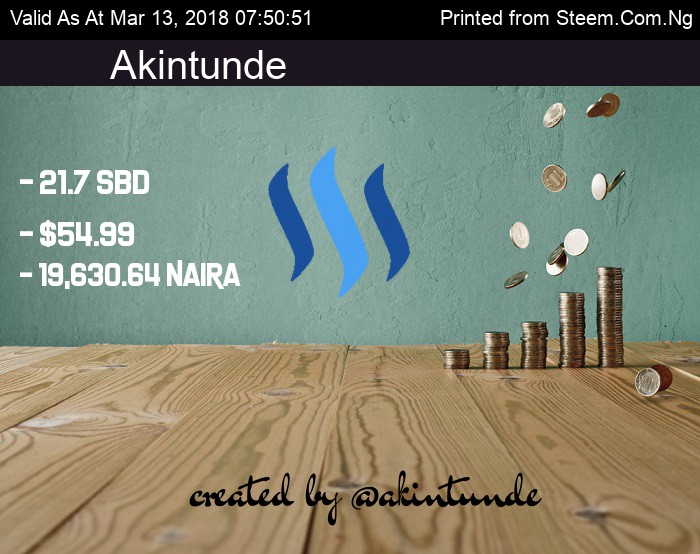 Valid As At Mar 13, 2018 07:50:51
Printed from Steem.Com.Ng
Akintunde
- 21.7 SBD
- $54.99
- 19,630.64 NAIRA
created by @akintunde